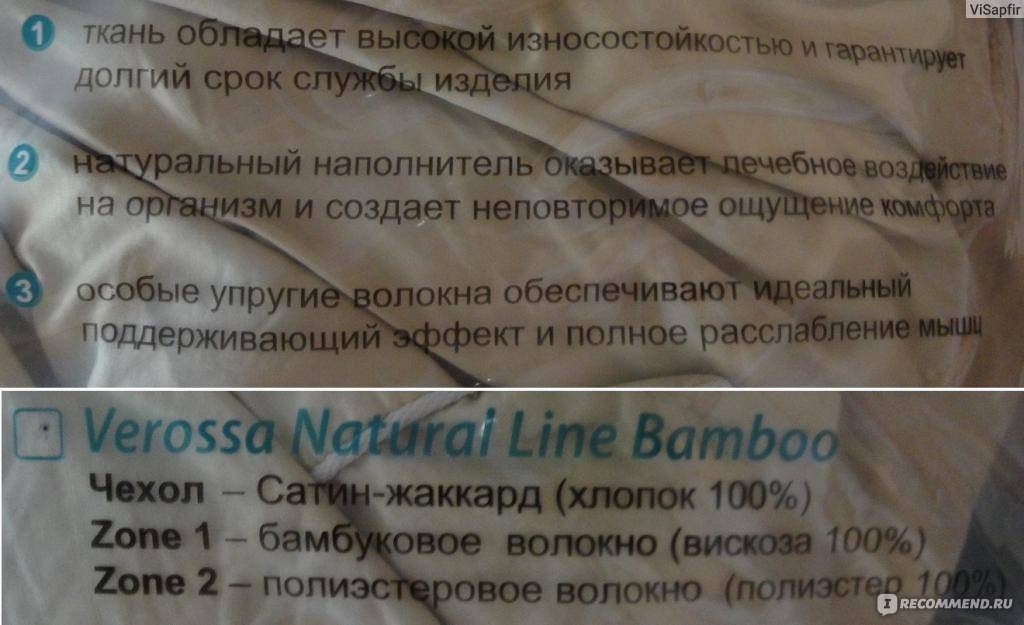 ViSapfir
1 ткань обладает высокой износостойкостью и гарантирует
долгий срок службы изделия
2 натуральный наполнитель оказывает лечебное воздействие
на организм и создает неповторимое ощущение комфорта
3 особые упругие волокна обеспечивают идеальный
поддерживающий эффект и полное расслабление мышц
Verossa Natural Line Bamboo
Чехол – Сатин-жаккард (хлопок 100%)
Zone 1 – бамбуковое волокно (вискоза 100%)
Zone 2 – полиэстеровое волокно (полиэстер 100%)
IRECOMMEND.RU